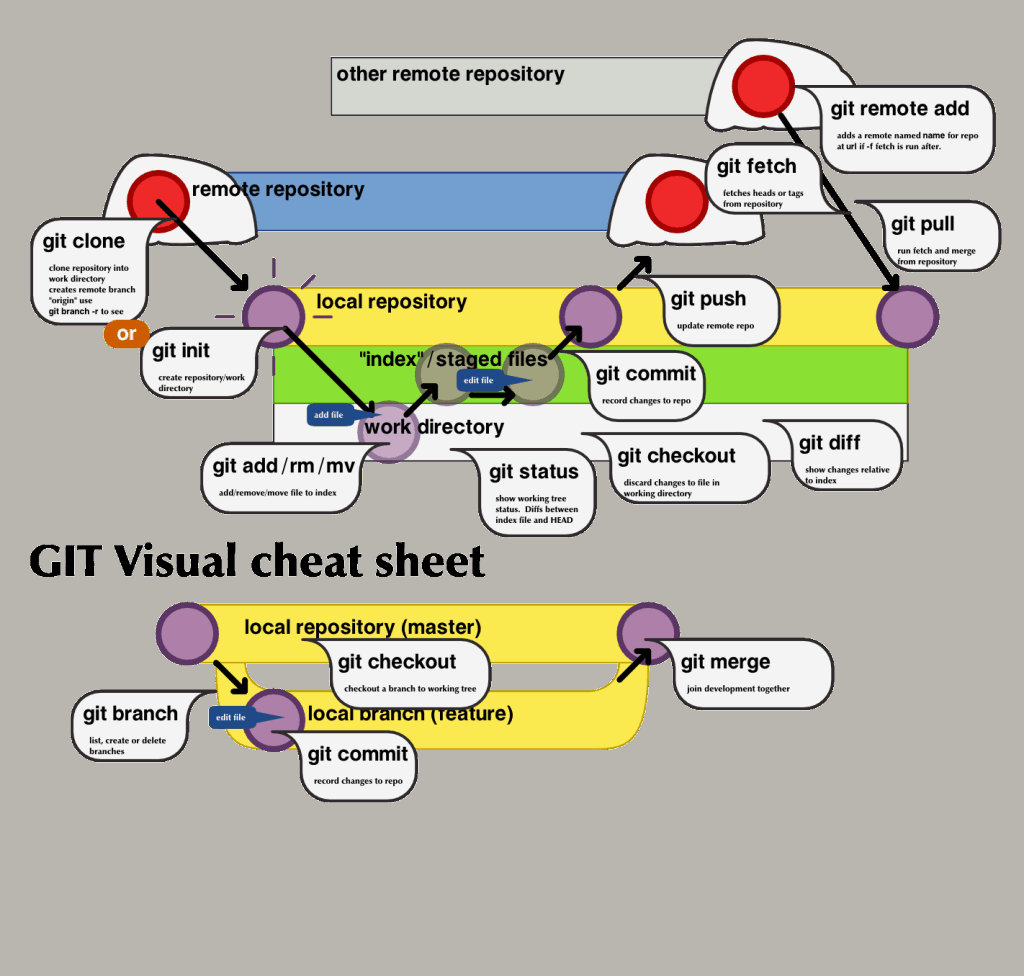 other remote repository
git remote add
adds a remote named name for repo
at url if -f fetch is run after.
git fetch
fetches heads or tags
from repository
remote repository
git pull
run fetch and merge
from repository
git clone
clone repository into
work directory
creates remote branch
"origin" use
git branch -r to see
or
git init
create repository/work
directory
local repository
git push
update remote repo
"index"/staged files
edit file
git commit
record changes to repo
add file
work directory
git add/rm/mv
add/remove/move file to index
git status
show working tree
status. Diffs between
index file and HEAD
git checkout
discard changes to file in
working directory
git diff
show changes relative
to index
GIT Visual cheat sheet
local repository (master)
git checkout
checkout a branch to working tree
git merge
join development together
git branch
list, create or delete
branches
edit file
local branch (feature)
git commit
record changes to repo